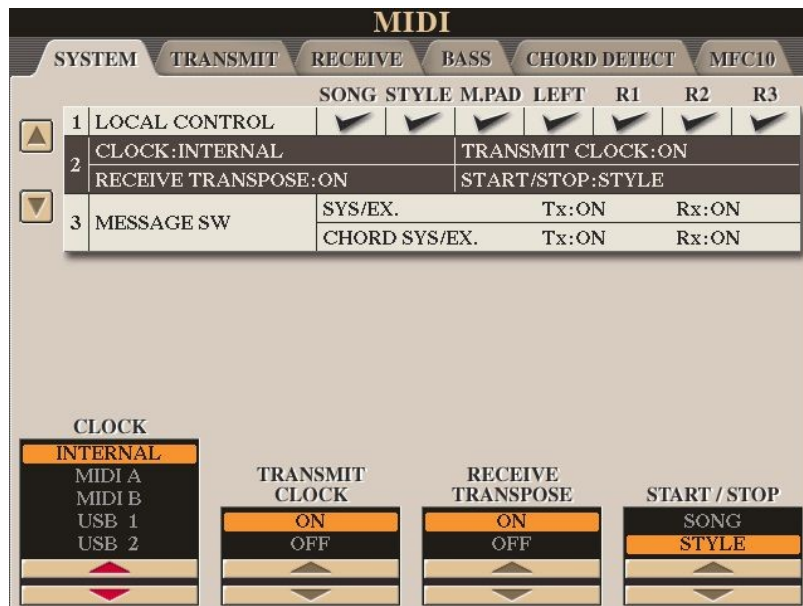 MIDI
SYSTEM TRANSMIT RECEIVE BASS CHORD DETECT MFC10
SONG STYLE M.PAD LEFT R1 R2 R3
1 LOCAL CONTROL
2 CLOCK:INTERNAL TRANSMIT CLOCK:ON
RECEIVE TRANSPOSE:ON START/STOP:STYLE
3 MESSAGE SW SYS/EX. Tx:ON Rx:ON
CHORD SYS/EX. Tx:ON Rx:ON
CLOCK
INTERNAL
MIDI A
MIDI B
USB 1
USB 2
TRANSMIT
CLOCK
ON
OFF
RECEIVE
TRANSPOSE
ON
OFF
START / STOP
SONG
STYLE